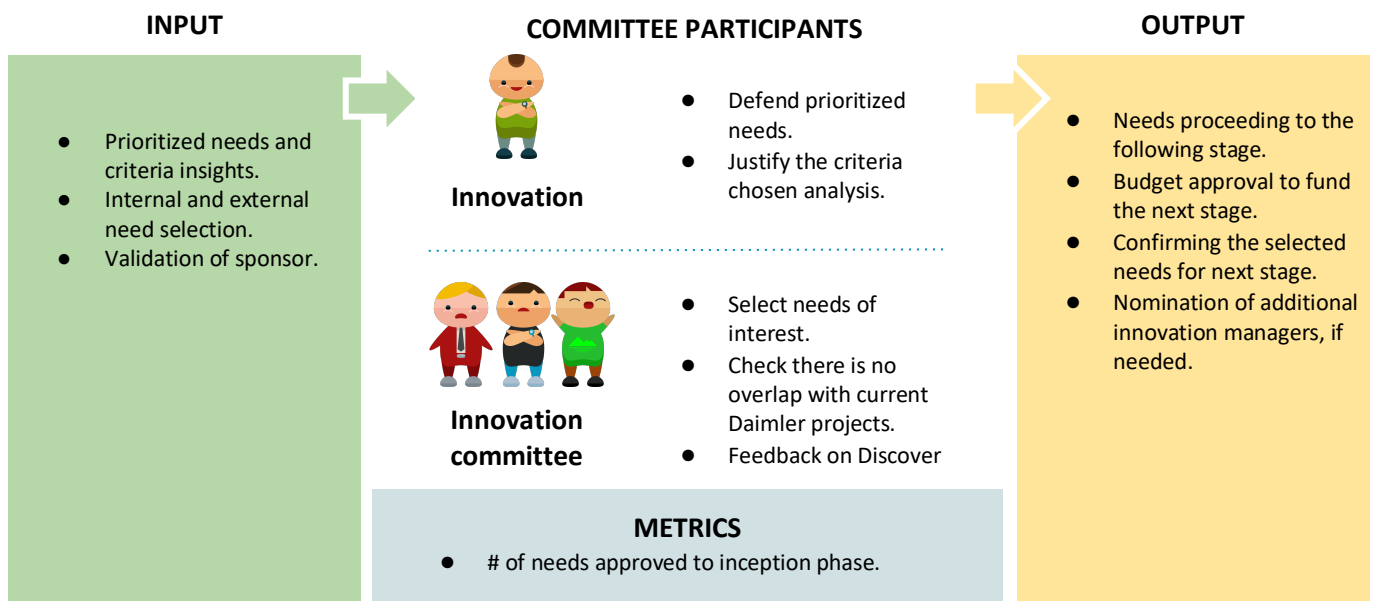 INPUT
● Prioritized needs and
criteria insights.
● Internal and external
need selection.
● Validation of sponsor.
COMMITTEE PARTICIPANTS
Innovation
● Defend prioritized
needs.
● Justify the criteria
chosen analysis.
Innovation
committee
● Select needs of
interest.
● Check there is no
overlap with current
Daimler projects.
● Feedback on Discover
METRICS
● # of needs approved to inception phase.
OUTPUT
● Needs proceeding to the
following stage.
● Budget approval to fund
the next stage.
● Confirming the selected
needs for next stage.
● Nomination of additional
innovation managers, if
needed.